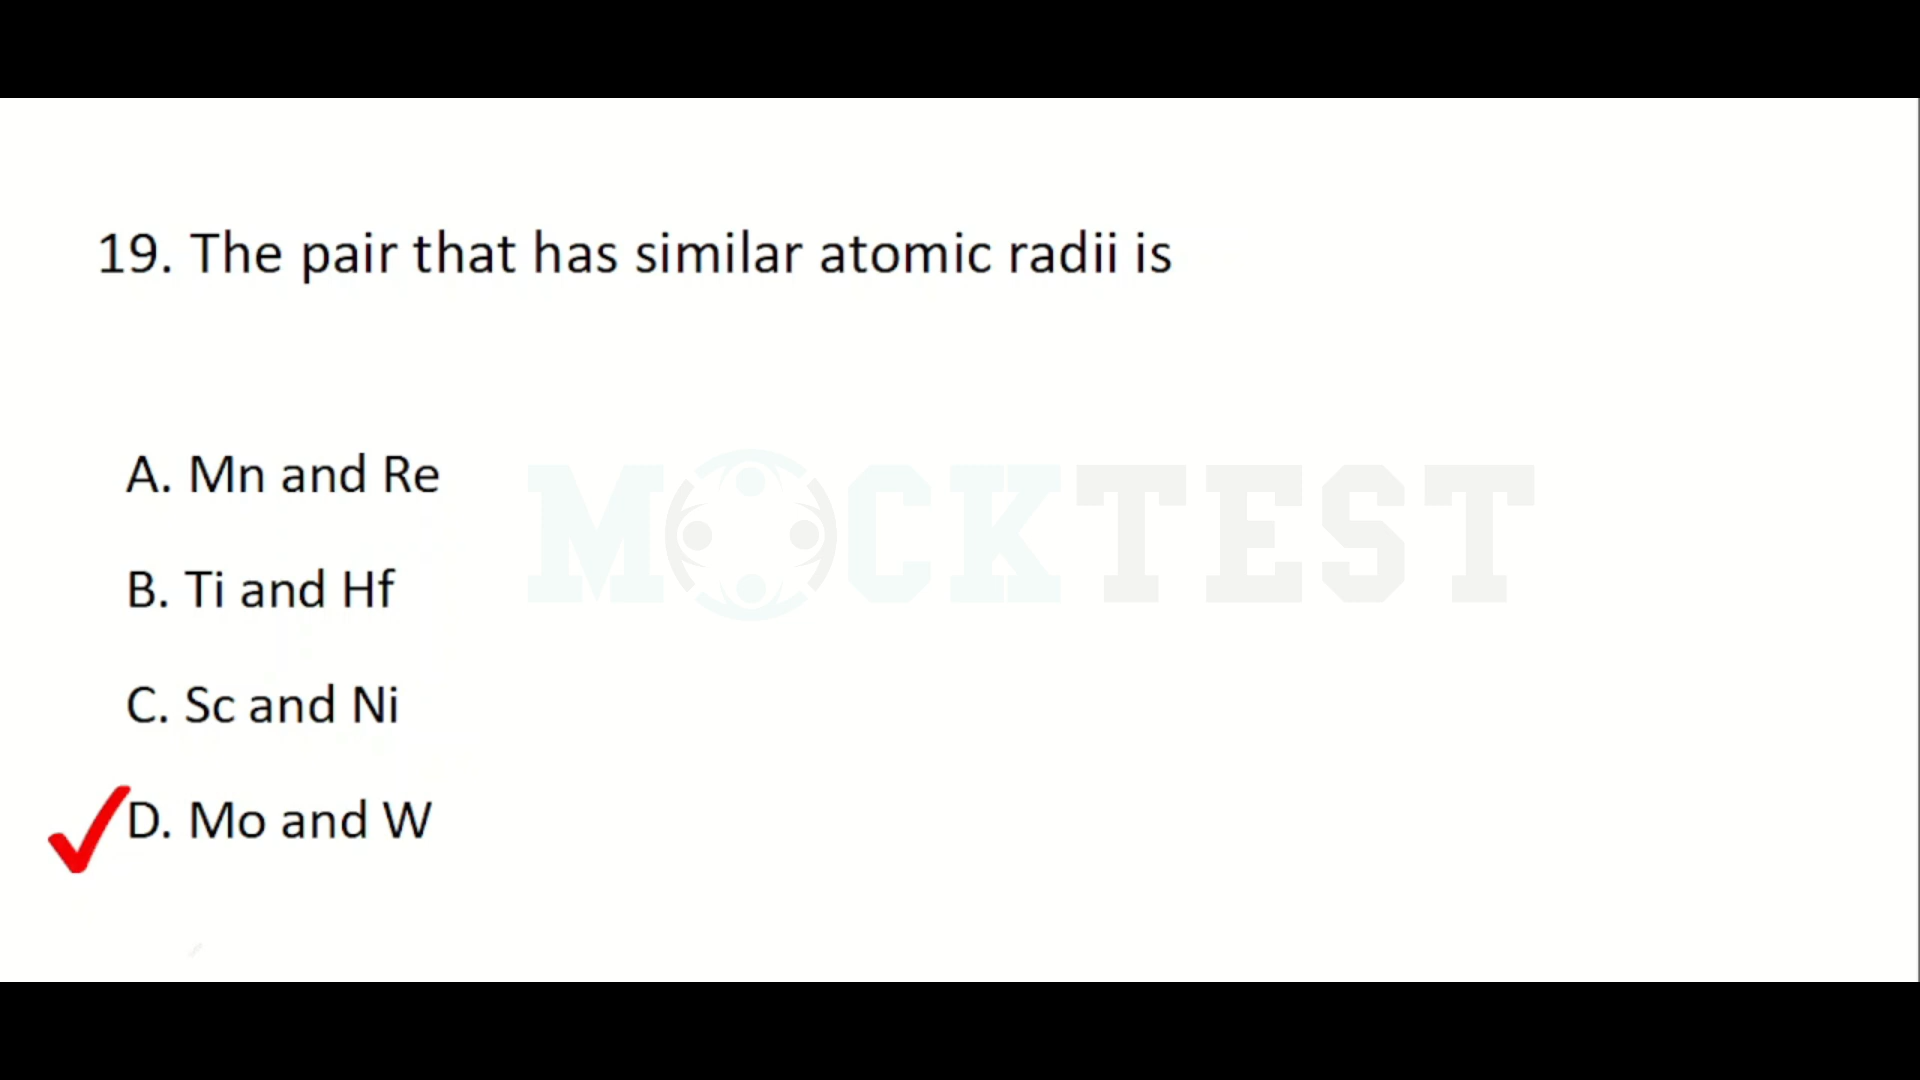 19. The pair that has similar atomic radii is
MOCKTEST
A. Mn and Re
B. Ti and Hf
C. Sc and Ni
D. Mo and W